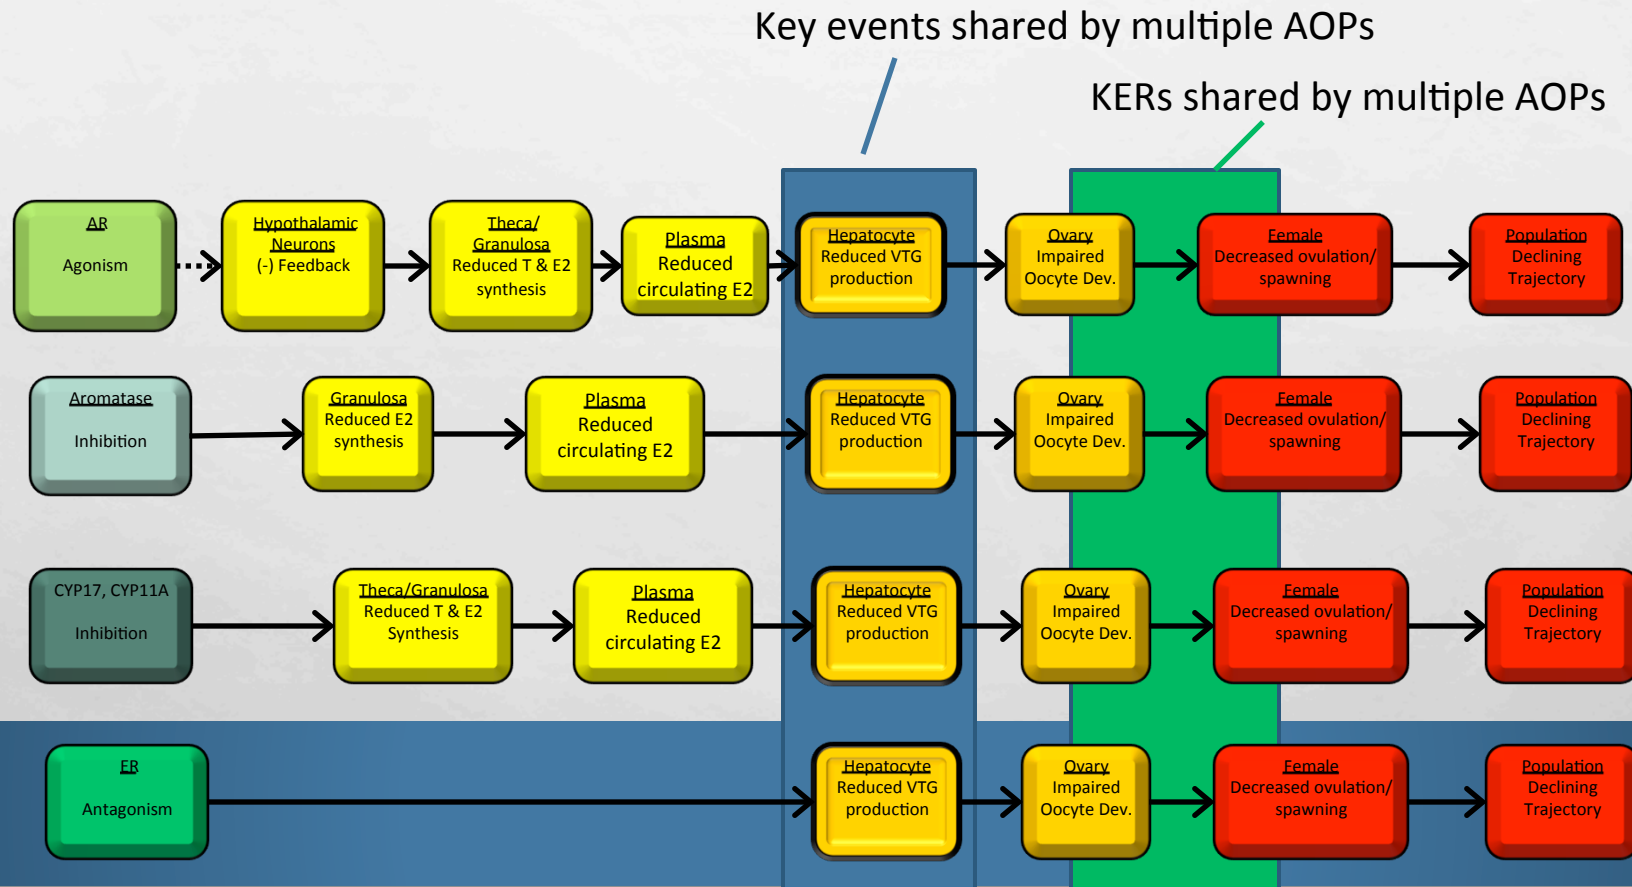 Key events shared by multiple AOPs
KERs shared by multiple AOPs
AR
Agonism
Hypothalamic
Neurons
(-) Feedback
Theca/
Granulosa
Reduced T & E2
synthesis
Plasma
Reduced
circulating E2
Hepatocyte
Reduced VTG
production
Ovary
Impaired
Oocyte Dev.
Female
Decreased ovulation/
spawning
Population
Declining
Trajectory
Aromatase
Inhibition
Granulosa
Reduced E2
synthesis
Plasma
Reduced
circulating E2
Hepatocyte
Reduced VTG
production
Ovary
Impaired
Oocyte Dev.
Female
Decreased ovulation/
spawning
Population
Declining
Trajectory
CYP17, CYP11A
Inhibition
Theca/Granulosa
Reduced T & E2
Synthesis
Plasma
Reduced
circulating E2
Hepatocyte
Reduced VTG
production
Ovary
Impaired
Oocyte Dev.
Female
Decreased ovulation/
spawning
Population
Declining
Trajectory
ER
Antagonism
Hepatocyte
Reduced VTG
production
Ovary
Impaired
Oocyte Dev.
Female
Decreased ovulation/
spawning
Population
Declining
Trajectory